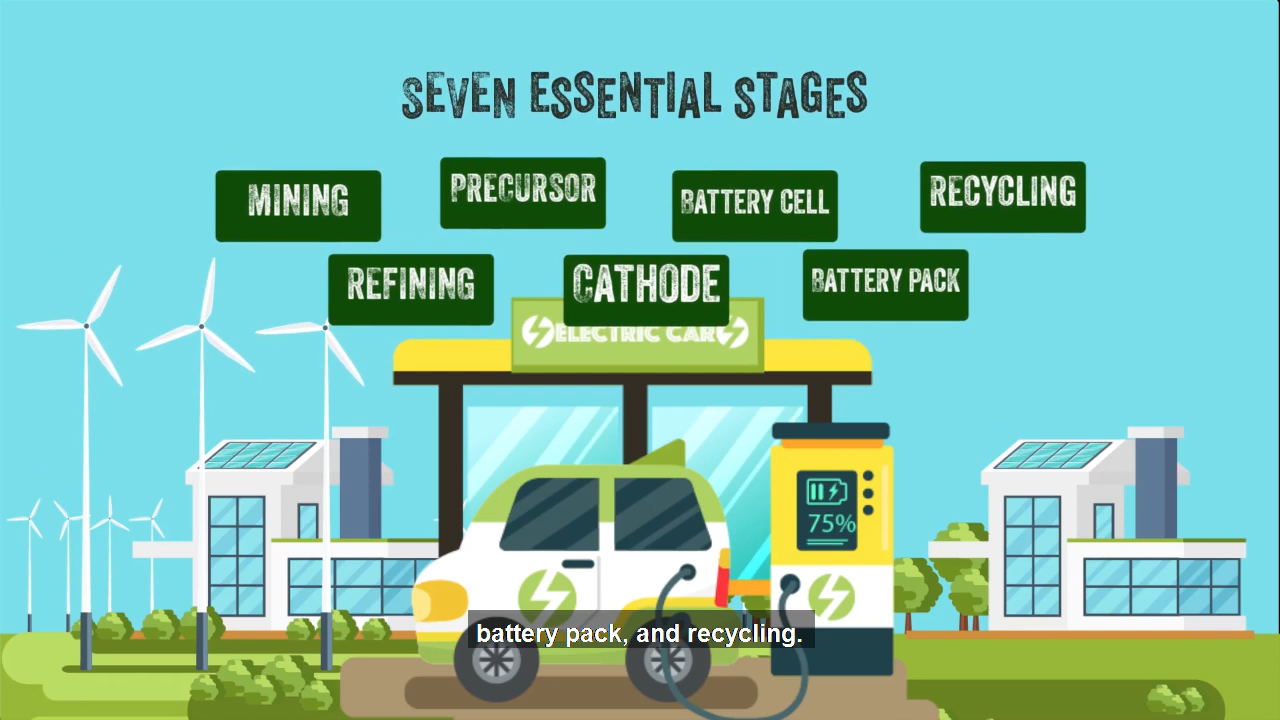 SEVEN ESSENTIAL STAGES
MINING
PRECURSOR
BATTERY CELL
RECYCLING
REFINING
CATHODE
BATTERY PACK
ELECTRIC CAR
75%
battery pack, and recycling.